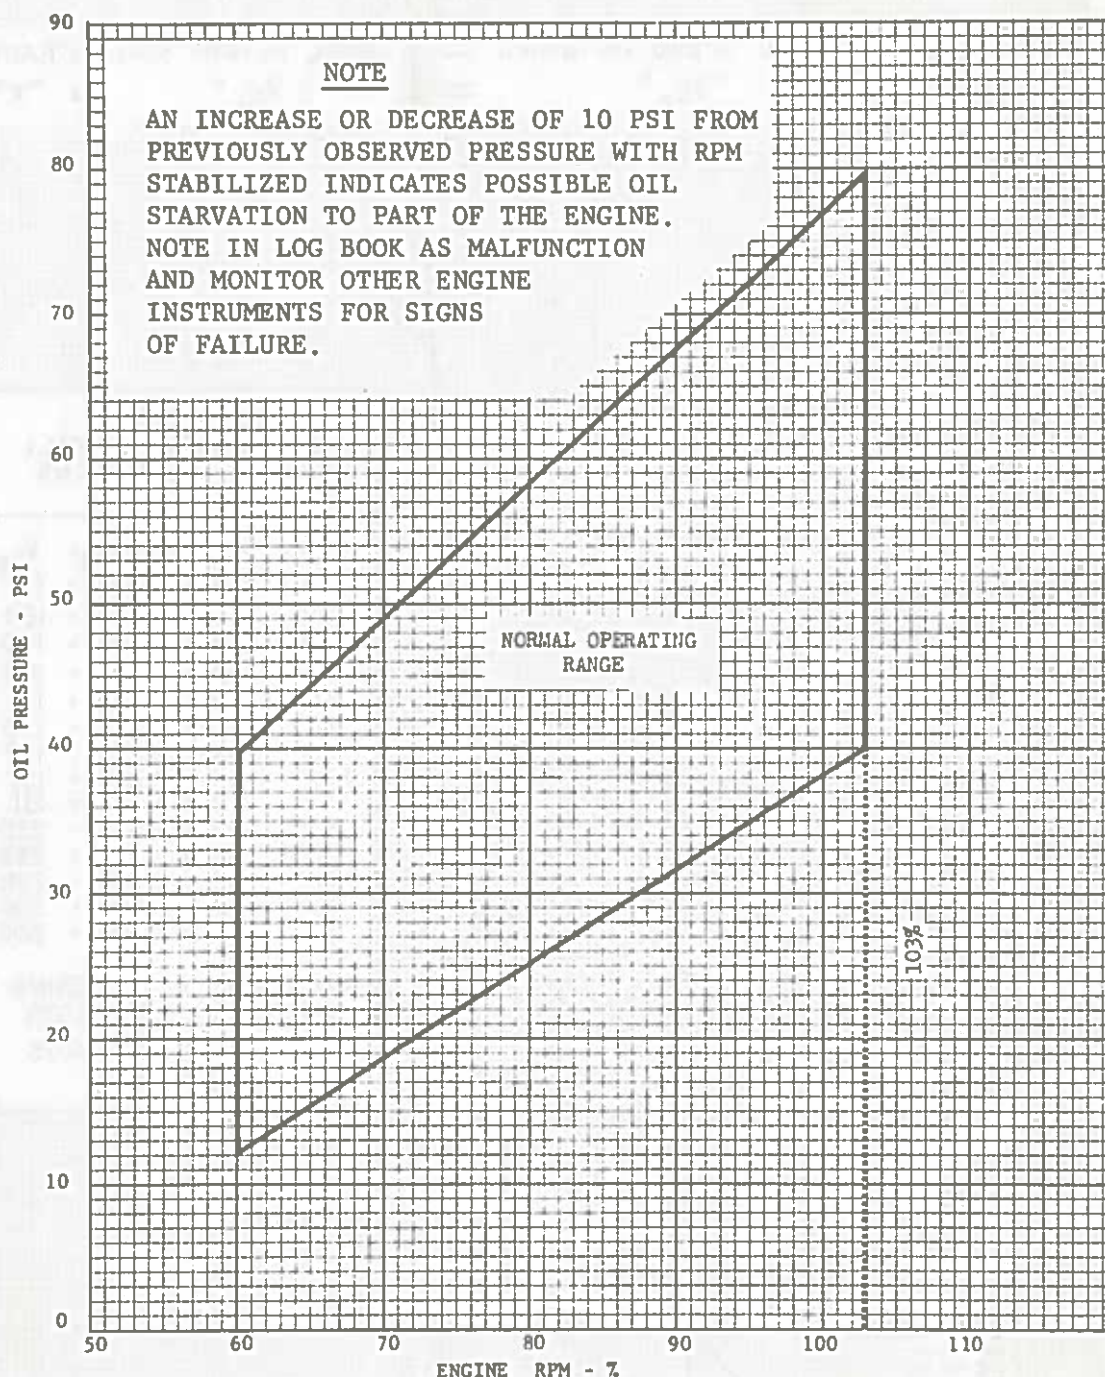 90
NOTE
AN INCREASE OR DECREASE OF 10 PSI FROM
PREVIOUSLY OBSERVED PRESSURE WITH RPM
STABILIZED INDICATES POSSIBLE OIL
STARVATION TO PART OF THE ENGINE.
NOTE IN LOG BOOK AS MALFUNCTION
AND MONITOR OTHER ENGINE
INSTRUMENTS FOR SIGNS
OF FAILURE.
80
70
60
50
40
30
20
10
0
OIL PRESSURE - PSI
NORMAL OPERATING
RANGE
103%
50 60 70 80 90 100 110
ENGINE RPM - %